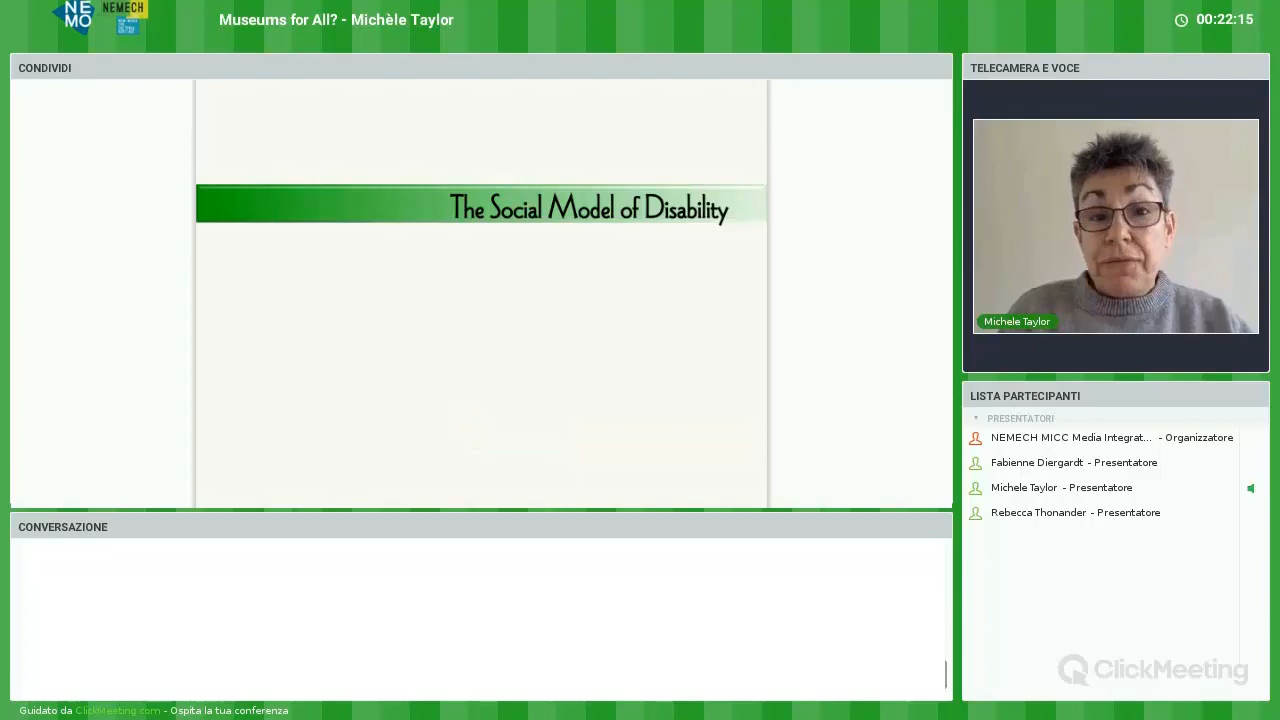 NE
MO
NEMECH
Museums for All? - Michèle Taylor
00:22:15
CONDIVIDI
The Social Model of Disability
TELECAMERA E VOCE
Michele Taylor
LISTA PARTECIPANTI
PRESENTATORI
NEMECH MICC Media Integrat... - Organizzatore
Fabienne Diergardt - Presentatore
Michele Taylor - Presentatore
Rebecca Thonander - Presentatore
CONVERSAZIONE
ClickMeeting
Guidato da ClickMeeting.com - Ospita la tua conferenza